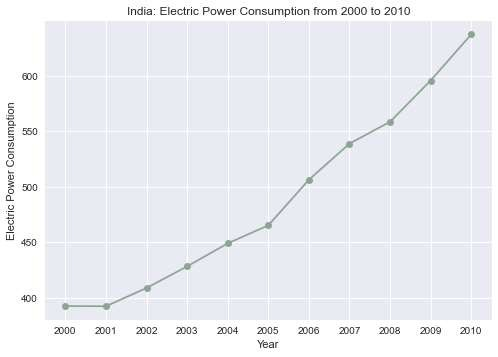 India: Electric Power Consumption from 2000 to 2010
600
550
500
450
400
Electric Power Consumption
2000 2001 2002 2003 2004 2005 2006 2007 2008 2009 2010
Year